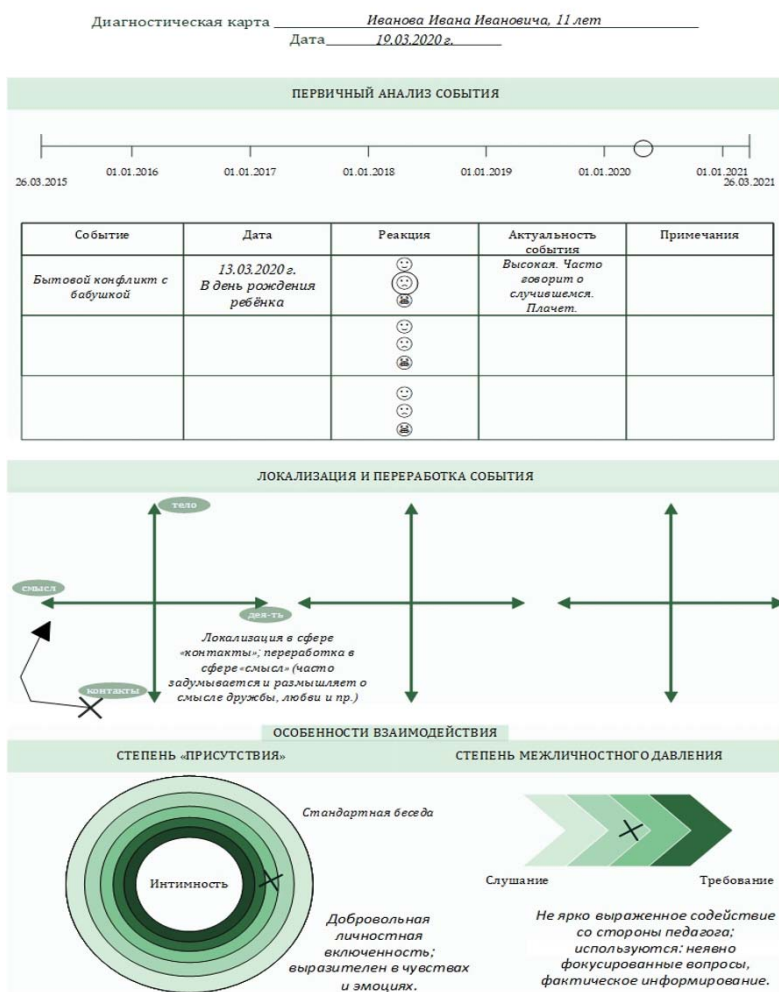 Диагностическая карта Иванова Ивана Ивановича, 11 лет
Дата 19.03.2020 г.
ПЕРВИЧНЫЙ АНАЛИЗ СОБЫТИЯ
26.03.2015 01.01.2016 01.01.2017 01.01.2018 01.01.2019 01.01.2020 01.01.2021
26.03.2021
Событие Дата Реакция Актуальность события Примечания
Бытовой конфликт с
бабушкой
13.03.2020 г.
В день рождения
ребёнка
Высокая. Часто
говорит о
случившемся.
Плачет.
ЛОКАЛИЗАЦИЯ И ПЕРЕРАБОТКА СОБЫТИЯ
тело
смысл
дея-ть
контакты
Локализация в сфере
«контакты»; переработка в
сфере «смысл» (часто
задумывается и размышляет о
смысле дружбы, любви и пр.)
ОСОБЕННОСТИ ВЗАИМОДЕЙСТВИЯ
СТЕПЕНЬ «ПРИСУТСТВИЯ»
СТЕПЕНЬ МЕЖЛИЧНОСТНОГО ДАВЛЕНИЯ
Стандартная беседа
Интимность
Добровольная
личностная
включенность;
выразителен в чувствах
и эмоциях.
Слушание Требование
Не ярко выраженное содействие
со стороны педагога;
используются: неявно
фокусированные вопросы,
фактическое информирование.